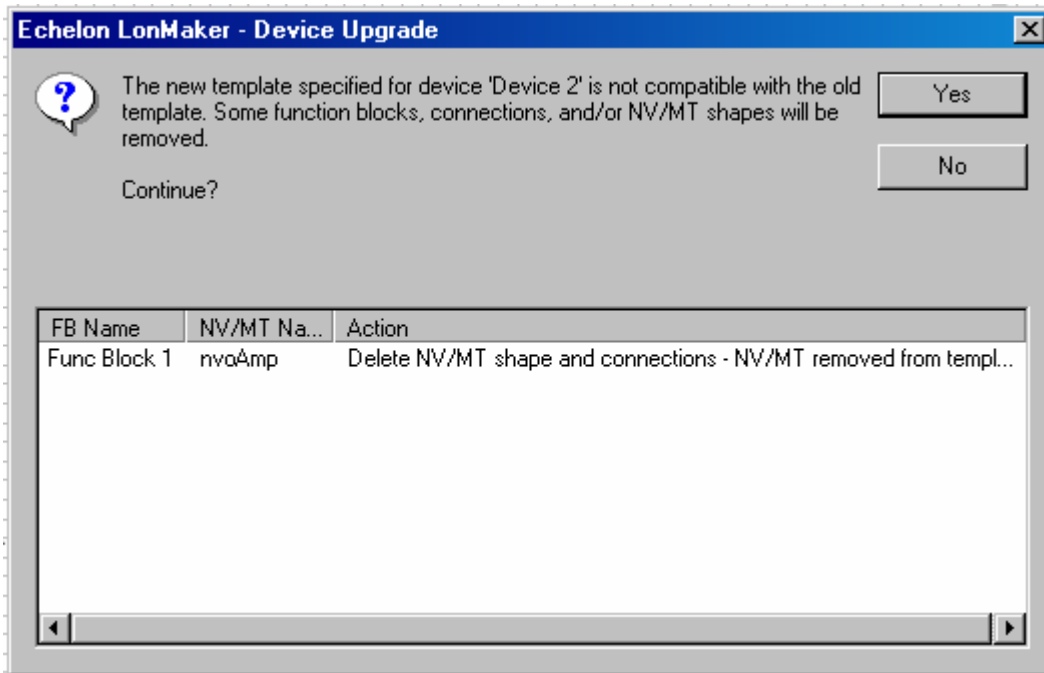 Echelon LonMaker - Device Upgrade
The new template specified for device 'Device 2' is not compatible with the old
template. Some function blocks, connections, and/or NV/MT shapes will be
removed.
Continue?
Yes
No
FB Name NV/MT Na... Action
Func Block 1 nvoAmp Delete NV/MT shape and connections - NV/MT removed from templ...